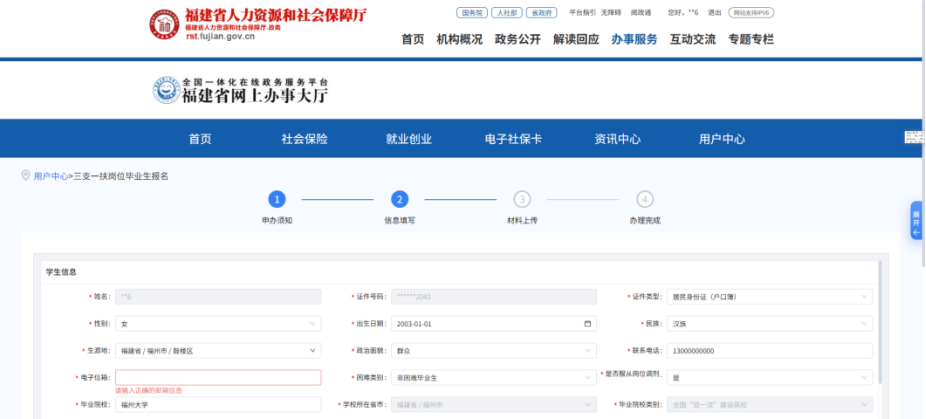 福建省人力资源和社会保障厅
福建省人力资源和社会保障厅.政务
rst.fujian.gov.cn
国务院 人社部 省政府 平台指引 无障碍 闽政通 您好，**6 退出 网站支持IPV6
首页 机构概况 政务公开 解读回应 办事服务 互动交流 专题专栏
全国一体化在线政务服务平台
福建省网上办事大厅
首页 社会保险 就业创业 电子社保卡 资讯中心 用户中心
用户中心>三支一扶岗位毕业生报名
1 2 3 4
申办须知 信息填写 材料上传 办理完成
展开
学生信息
* 姓名： **6 * 证件号码： ******2043 * 证件类型： 居民身份证（户口簿）
* 性别： 女 * 出生日期： 2003-01-01 * 民族： 汉族
* 生源地： 福建省 / 福州市 / 鼓楼区 * 政治面貌： 群众 * 联系电话： 13000000000
* 电子信箱： * 困难类别： 非困难毕业生 * 是否服从岗位调剂： 是
请输入正确的邮箱信息
* 毕业院校： 福州大学 * 学校所在省市： 福建省 / 福州市 * 毕业院校类别： 全国“双一流”建设高校